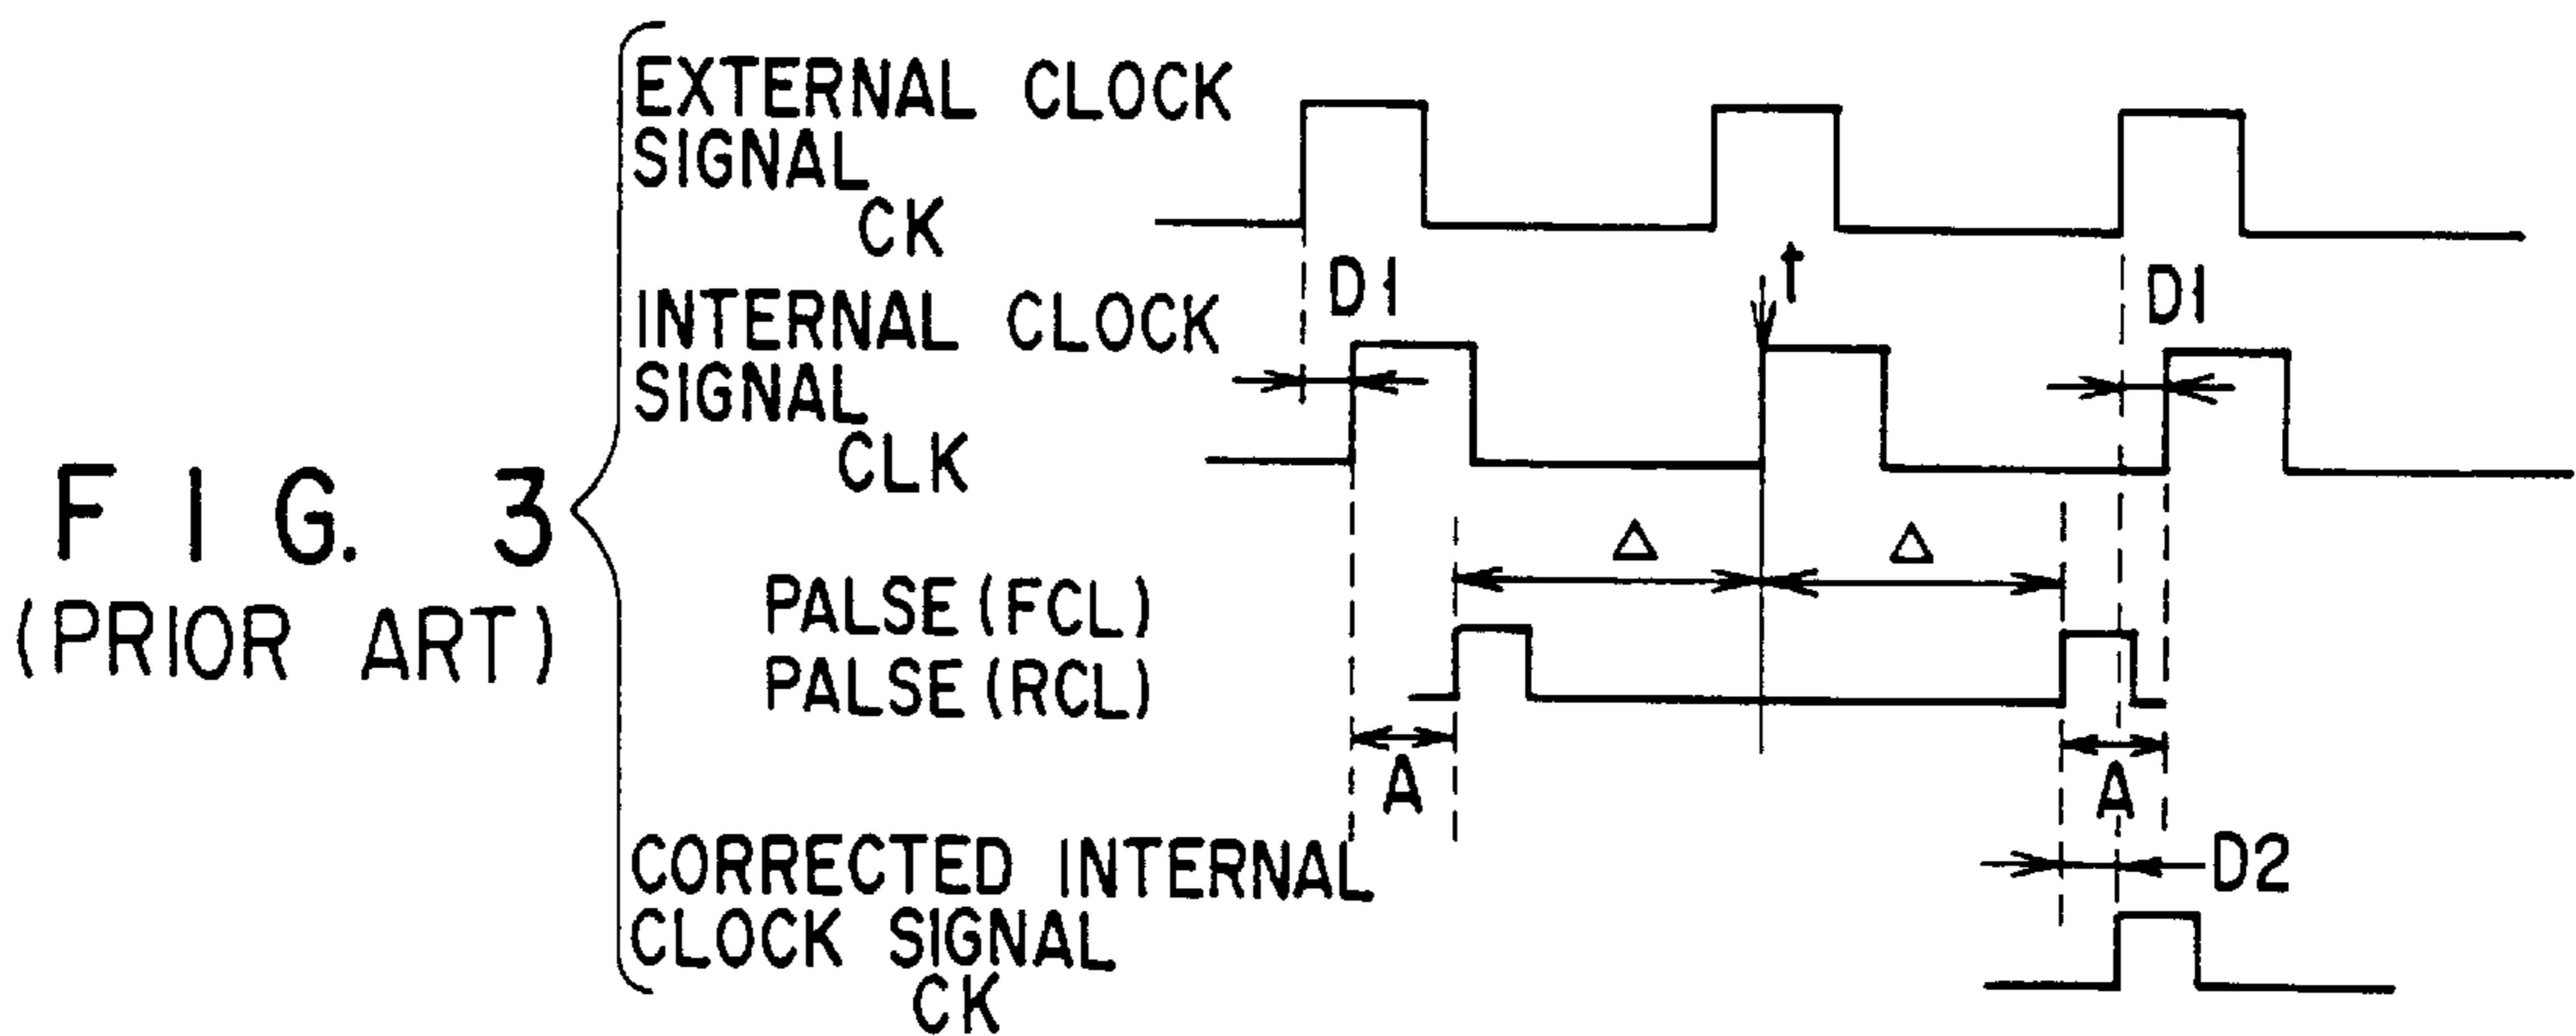 FIG. 3
(PRIOR ART)
EXTERNAL CLOCK
SIGNAL
CK
D1
t
D1
INTERNAL CLOCK
SIGNAL
CLK
Δ
Δ
PALSE (FCL)
PALSE (RCL)
A
A
D2
CORRECTED INTERNAL
CLOCK SIGNAL
CK